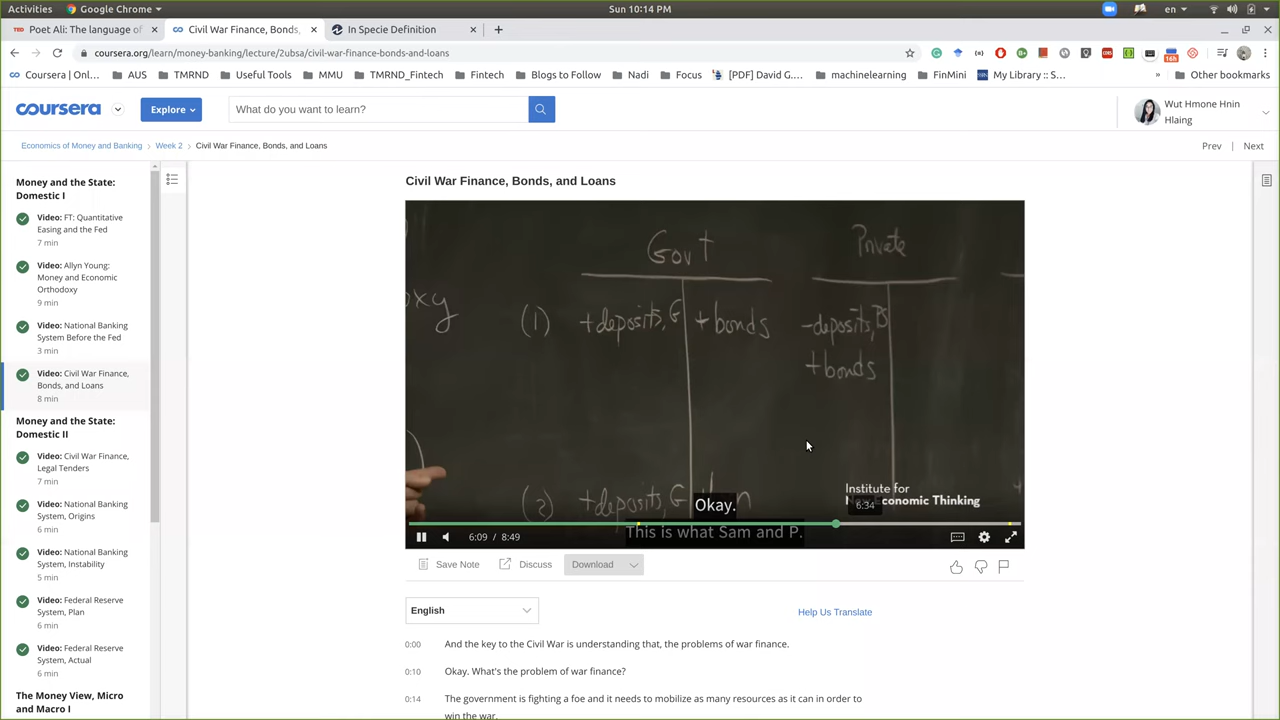 Activities
Google Chrome
Sun 10:14 PM
en
Poet Ali: The language of
Civil War Finance, Bonds,
In Specie Definition
coursera.org/learn/money-banking/lecture/2ubsa/civil-war-finance-bonds-and-loans
Coursera | Onl...
AUS
TMRND
Useful Tools
MMU
TMRND_Fintech
Fintech
Blogs to Follow
Nadi
Focus
[PDF] David G....
machinelearning
FinMini
My Library :: S...
»
Other bookmarks
coursera
Explore
What do you want to learn?
Wut Hmone Hnin
Hlaing
Economics of Money and Banking
Week 2
Civil War Finance, Bonds, and Loans
Prev
Next
Money and the State:
Domestic I
Video: FT: Quantitative
Easing and the Fed
7 min
Video: Allyn Young:
Money and Economic
Orthodoxy
9 min
Video: National Banking
System Before the Fed
3 min
Video: Civil War Finance,
Bonds, and Loans
8 min
Money and the State:
Domestic II
Video: Civil War Finance,
Legal Tenders
7 min
Video: National Banking
System, Origins
6 min
Video: National Banking
System, Instability
5 min
Video: Federal Reserve
System, Plan
6 min
Video: Federal Reserve
System, Actual
6 min
The Money View, Micro
and Macro I
Civil War Finance, Bonds, and Loans
Govt
Private
oxy
(1) +deposits, G +bonds
-deposits, BS
+bonds
(2) +deposits, G
Institute for
Economic Thinking
Okay.
This is what Sam and P.
6:34
6:09 / 8:49
Save Note
Discuss
Download
English
Help Us Translate
0:00 And the key to the Civil War is understanding that, the problems of war finance.
0:10 Okay. What's the problem of war finance?
0:14 The government is fighting a foe and it needs to mobilize as many resources as it can in order to
win the war.